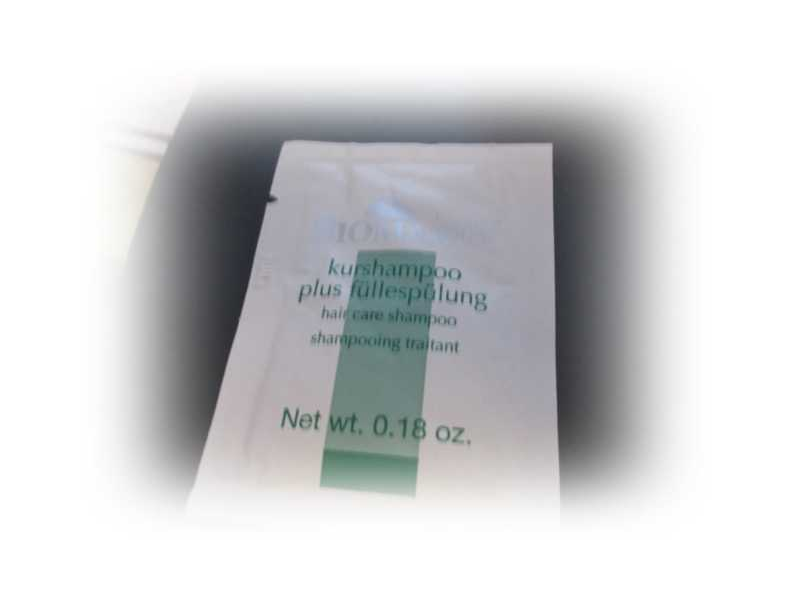 kurshampoo
plus füllespülung
hair care shampoo
shampooing traitant
Net wt. 0.18 oz.